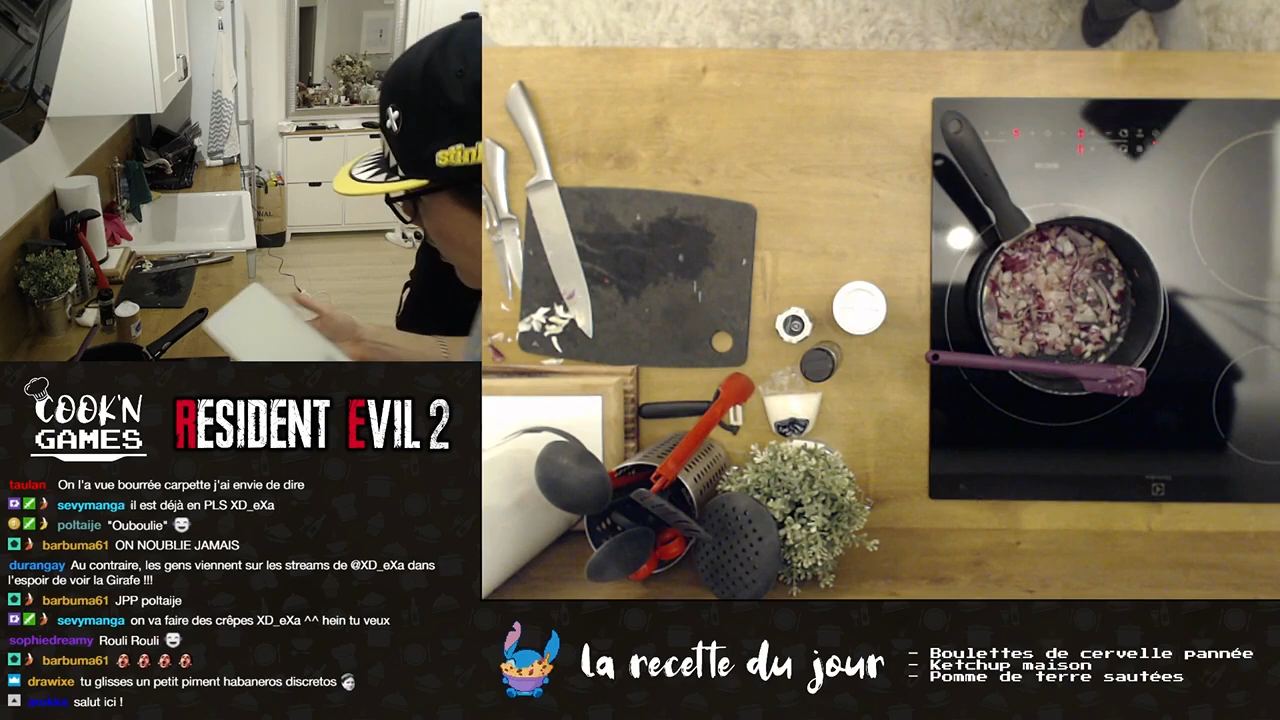 stinl
COOK'N
GAMES
RESIDENT EVIL 2
taulan On l'a vue bourrée carpette j'ai envie de dire
sevymanga il est déjà en PLS XD_eXa
poltaije "Ouboulie"
barbuma61 ON NOUBLIE JAMAIS
durangay Au contraire, les gens viennent sur les streams de @XD_eXa dans
l'espoir de voir la Girafe !!!
barbuma61 JPP poltaije
sevymanga on va faire des crêpes XD_eXa ^^ hein tu veux
sophiedreamy Rouli Rouli
barbuma61
drawixe tu glisses un petit piment habaneros discretos
salut ici !
la recette du jour
- Boulettes de cervelle pannée
- Ketchup maison
- Pomme de terre sautées